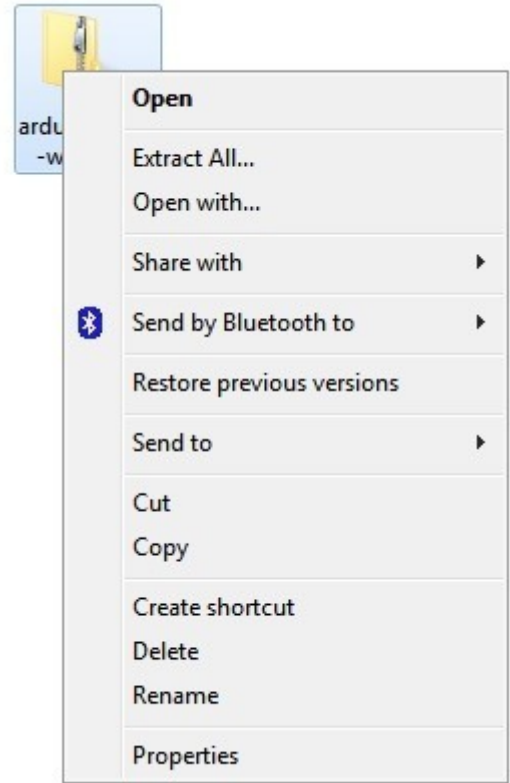 ardu
-w
Open
Extract All...
Open with...
Share with
Send by Bluetooth to
Restore previous versions
Send to
Cut
Copy
Create shortcut
Delete
Rename
Properties